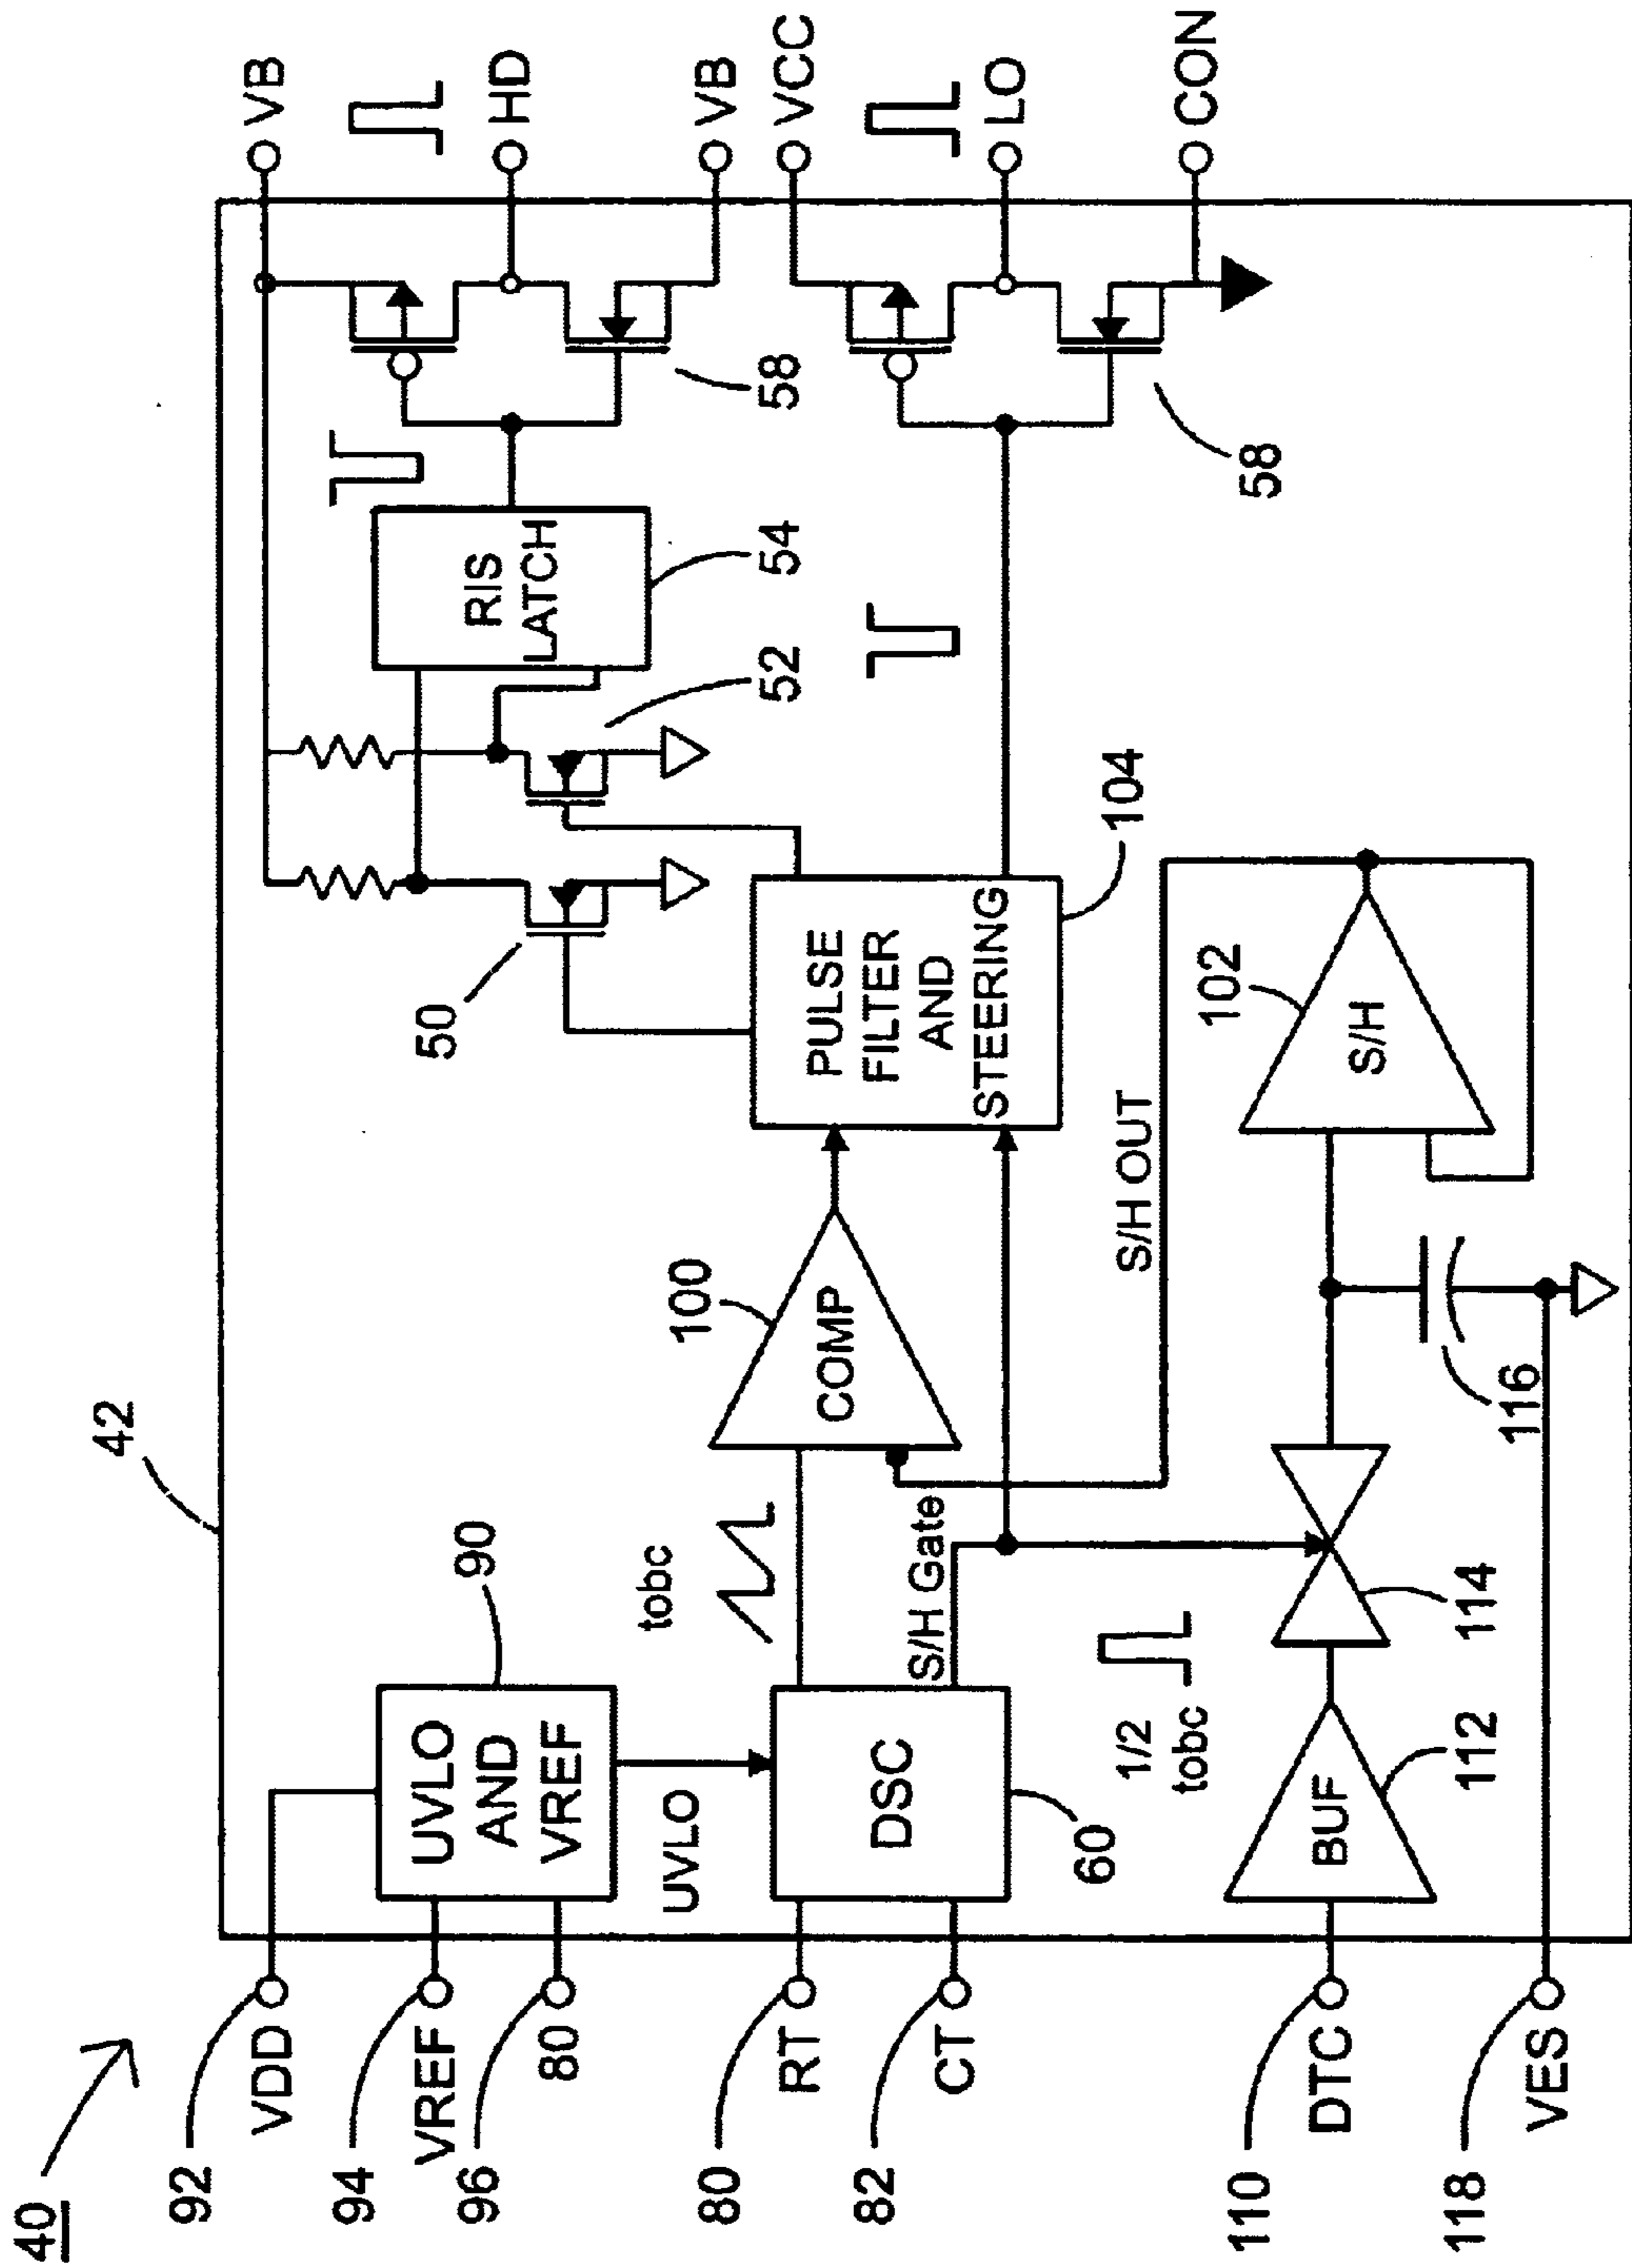 40
42
92
VDD
94
VREF
96
80
80
RT
82
CT
110
DTC
118
VES
UVLO
AND
VREF
90
UVLO
DSC
60
tobc
S/H Gate
1/2
tobc
BUF
112
114
116
COMP
100
S/H OUT
S/H
102
PULSE
FILTER
AND
STEERING
104
50
52
RIS
LATCH
54
58
58
VB
HD
VB
VCC
LO
CON